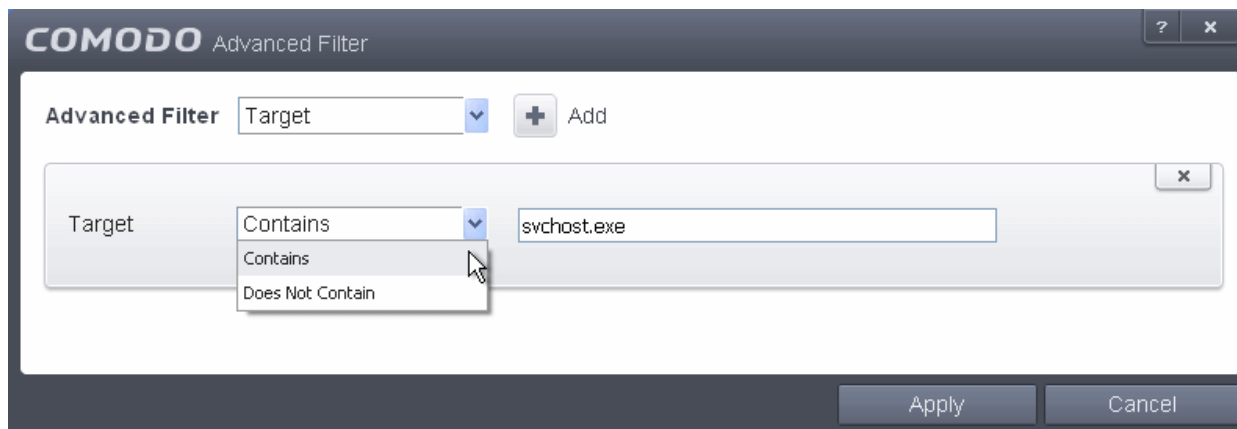 COMODO Advanced Filter ? x
Advanced Filter Target + Add
x
Target Contains svchost.exe
Contains
Does Not Contain
Apply Cancel